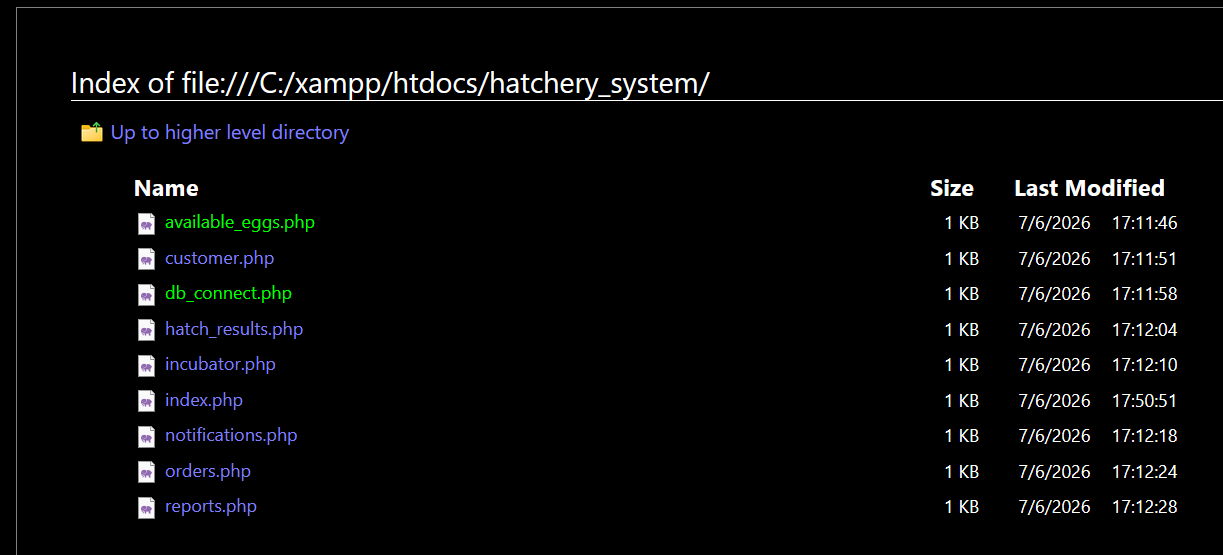 Index of file:///C:/xampp/htdocs/hatchery_system/
Up to higher level directory
Name Size Last Modified
available_eggs.php 1 KB 7/6/2026 17:11:46
customer.php 1 KB 7/6/2026 17:11:51
db_connect.php 1 KB 7/6/2026 17:11:58
hatch_results.php 1 KB 7/6/2026 17:12:04
incubator.php 1 KB 7/6/2026 17:12:10
index.php 1 KB 7/6/2026 17:50:51
notifications.php 1 KB 7/6/2026 17:12:18
orders.php 1 KB 7/6/2026 17:12:24
reports.php 1 KB 7/6/2026 17:12:28